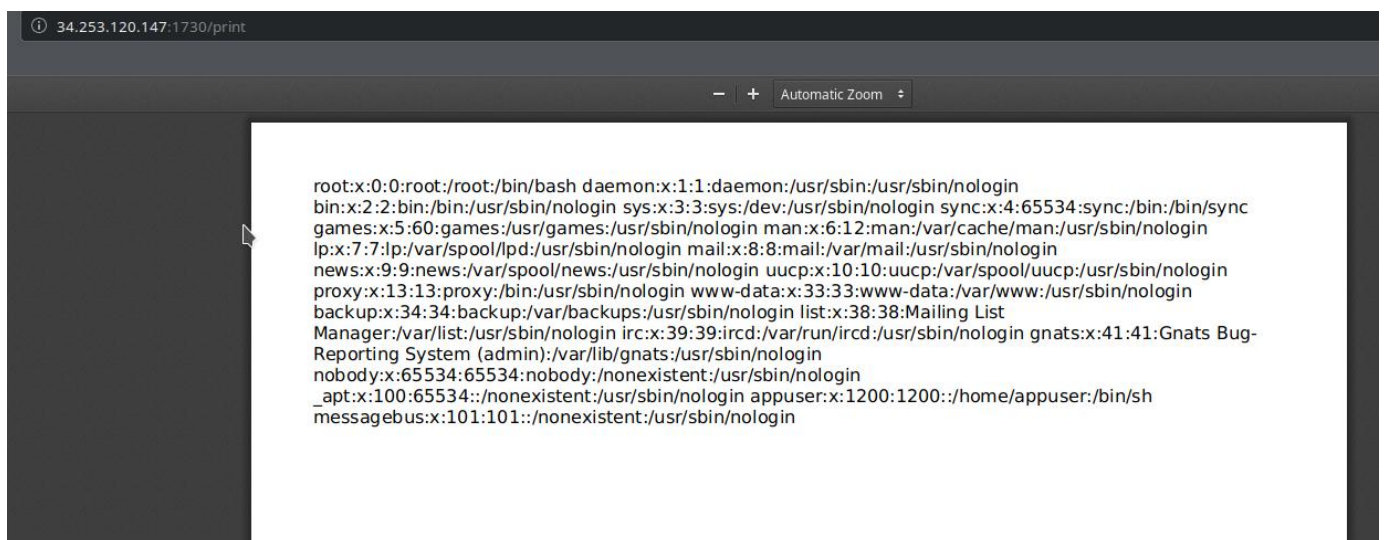 34.253.120.147:1730/print
− + Automatic Zoom
root:x:0:0:root:/root:/bin/bash daemon:x:1:1:daemon:/usr/sbin:/usr/sbin/nologin
bin:x:2:2:bin:/bin:/usr/sbin/nologin sys:x:3:3:sys:/dev:/usr/sbin/nologin sync:x:4:65534:sync:/bin:/bin/sync
games:x:5:60:games:/usr/games:/usr/sbin/nologin man:x:6:12:man:/var/cache/man:/usr/sbin/nologin
lp:x:7:7:lp:/var/spool/lpd:/usr/sbin/nologin mail:x:8:8:mail:/var/mail:/usr/sbin/nologin
news:x:9:9:news:/var/spool/news:/usr/sbin/nologin uucp:x:10:10:uucp:/var/spool/uucp:/usr/sbin/nologin
proxy:x:13:13:proxy:/bin:/usr/sbin/nologin www-data:x:33:33:www-data:/var/www:/usr/sbin/nologin
backup:x:34:34:backup:/var/backups:/usr/sbin/nologin list:x:38:38:Mailing List
Manager:/var/list:/usr/sbin/nologin irc:x:39:39:ircd:/var/run/ircd:/usr/sbin/nologin gnats:x:41:41:Gnats Bug-
Reporting System (admin):/var/lib/gnats:/usr/sbin/nologin
nobody:x:65534:65534:nobody:/nonexistent:/usr/sbin/nologin
_apt:x:100:65534::/nonexistent:/usr/sbin/nologin appuser:x:1200:1200::/home/appuser:/bin/sh
messagebus:x:101:101::/nonexistent:/usr/sbin/nologin